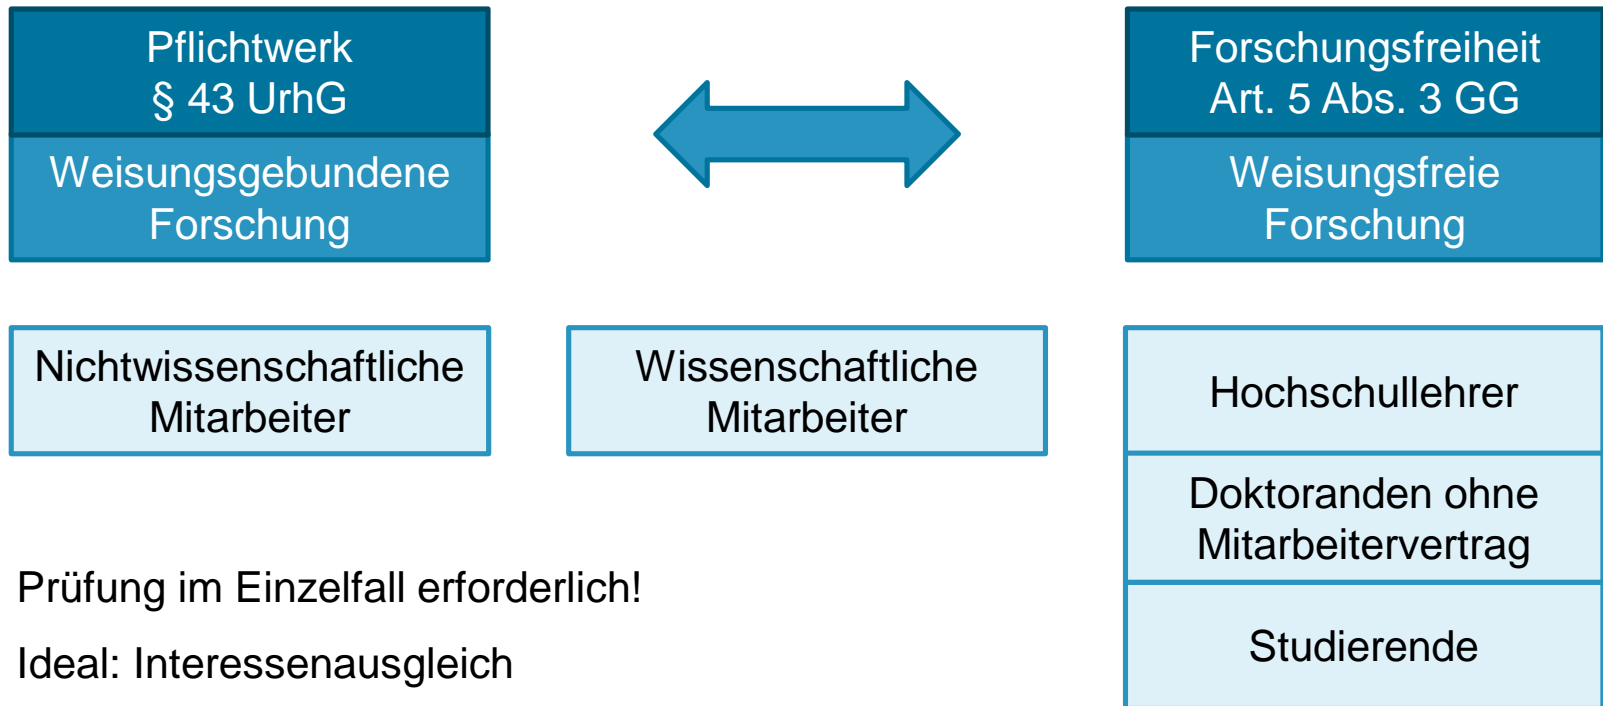 Pflichtwerk
§ 43 UrhG
Weisungsgebundene
Forschung
Forschungsfreiheit
Art. 5 Abs. 3 GG
Weisungsfreie
Forschung
Nichtwissenschaftliche
Mitarbeiter
Wissenschaftliche
Mitarbeiter
Hochschullehrer
Doktoranden ohne
Mitarbeitervertrag
Studierende
Prüfung im Einzelfall erforderlich!
Ideal: Interessenausgleich